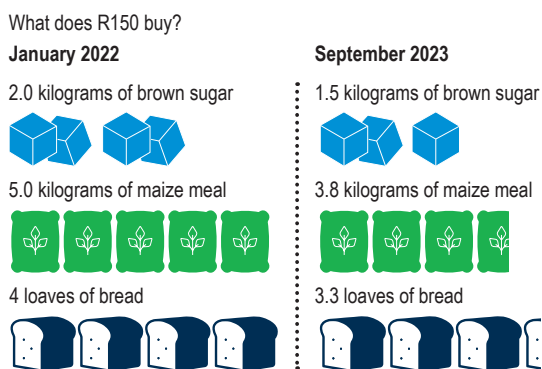 What does R150 buy?
January 2022
2.0 kilograms of brown sugar
5.0 kilograms of maize meal
4 loaves of bread
September 2023
1.5 kilograms of brown sugar
3.8 kilograms of maize meal
3.3 loaves of bread